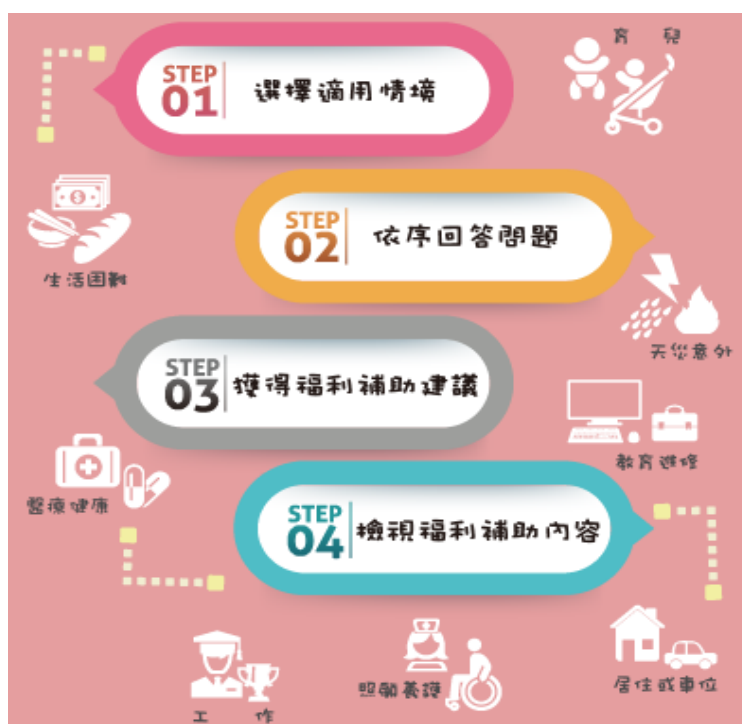 STEP 01 選擇適用情境
育 兒
STEP 02 依序回答問題
生活困難
天災意外
STEP 03 獲得福利補助建議
教育進修
醫療健康
STEP 04 檢視福利補助內容
工 作
照顧養護
居住或車位